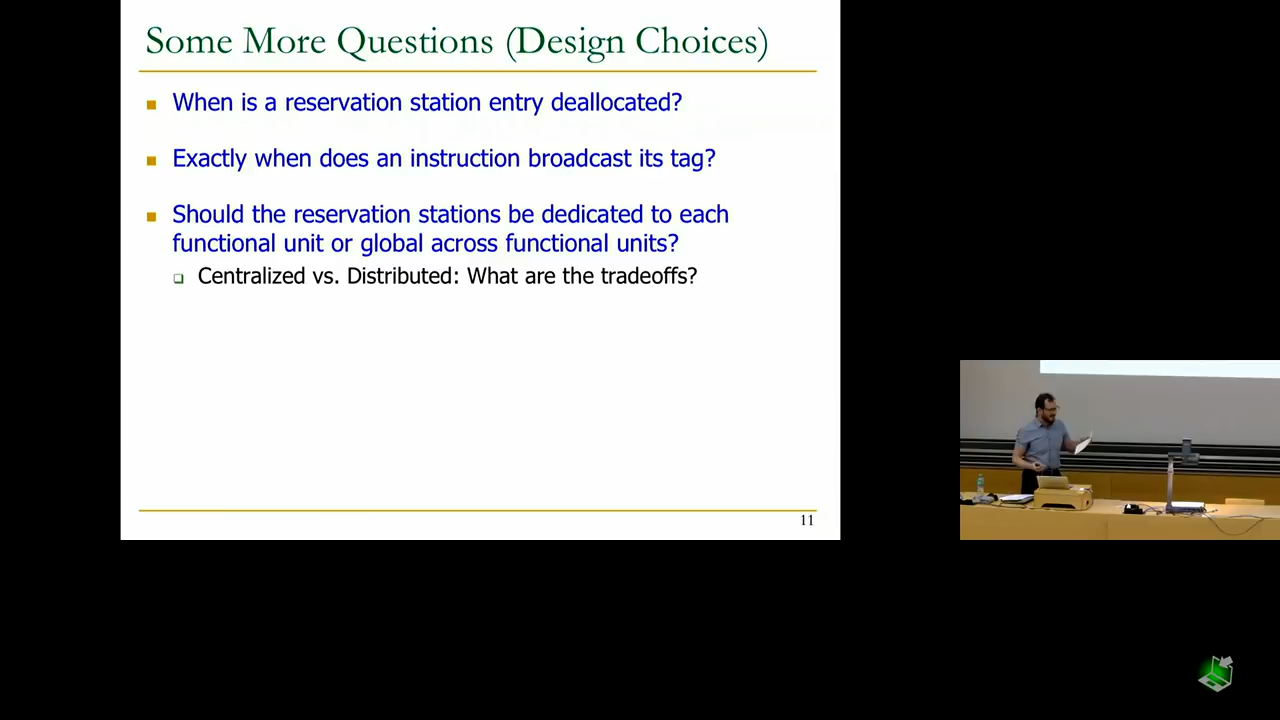 Some More Questions (Design Choices)
When is a reservation station entry deallocated?
Exactly when does an instruction broadcast its tag?
Should the reservation stations be dedicated to each
functional unit or global across functional units?
Centralized vs. Distributed: What are the tradeoffs?
11